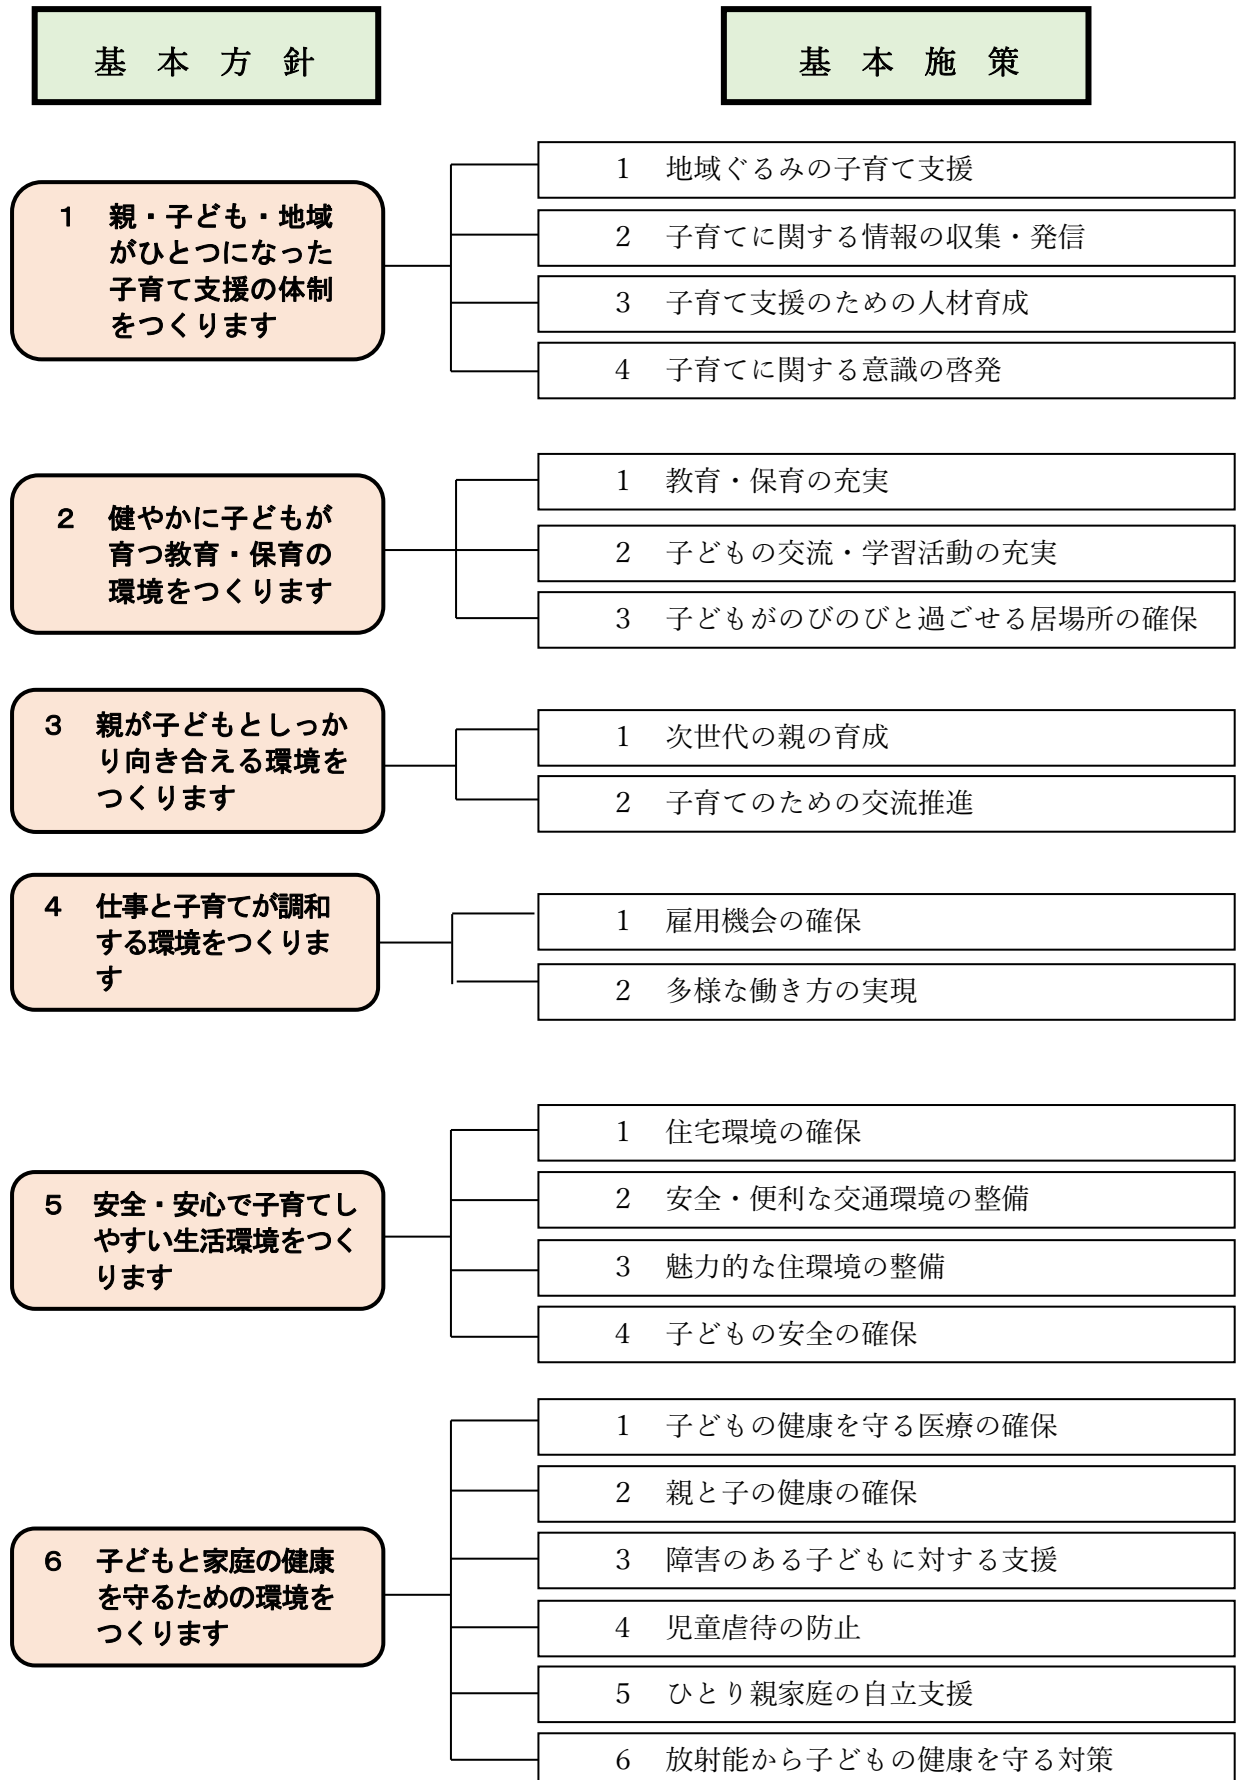 基 本 方 針
基 本 施 策
１ 親・子ども・地域
がひとつになった
子育て支援の体制
をつくります
1 地域ぐるみの子育て支援
2 子育てに関する情報の収集・発信
3 子育て支援のための人材育成
4 子育てに関する意識の啓発
２ 健やかに子どもが
育つ教育・保育の
環境をつくります
1 教育・保育の充実
2 子どもの交流・学習活動の充実
3 子どもがのびのびと過ごせる居場所の確保
３ 親が子どもとしっか
り向き合える環境を
つくります
1 次世代の親の育成
2 子育てのための交流推進
４ 仕事と子育てが調和
する環境をつくりま
す
1 雇用機会の確保
2 多様な働き方の実現
５ 安全・安心で子育てし
やすい生活環境をつく
ります
1 住宅環境の確保
2 安全・便利な交通環境の整備
3 魅力的な住環境の整備
4 子どもの安全の確保
６ 子どもと家庭の健康
を守るための環境を
つくります
1 子どもの健康を守る医療の確保
2 親と子の健康の確保
3 障害のある子どもに対する支援
4 児童虐待の防止
5 ひとり親家庭の自立支援
6 放射能から子どもの健康を守る対策